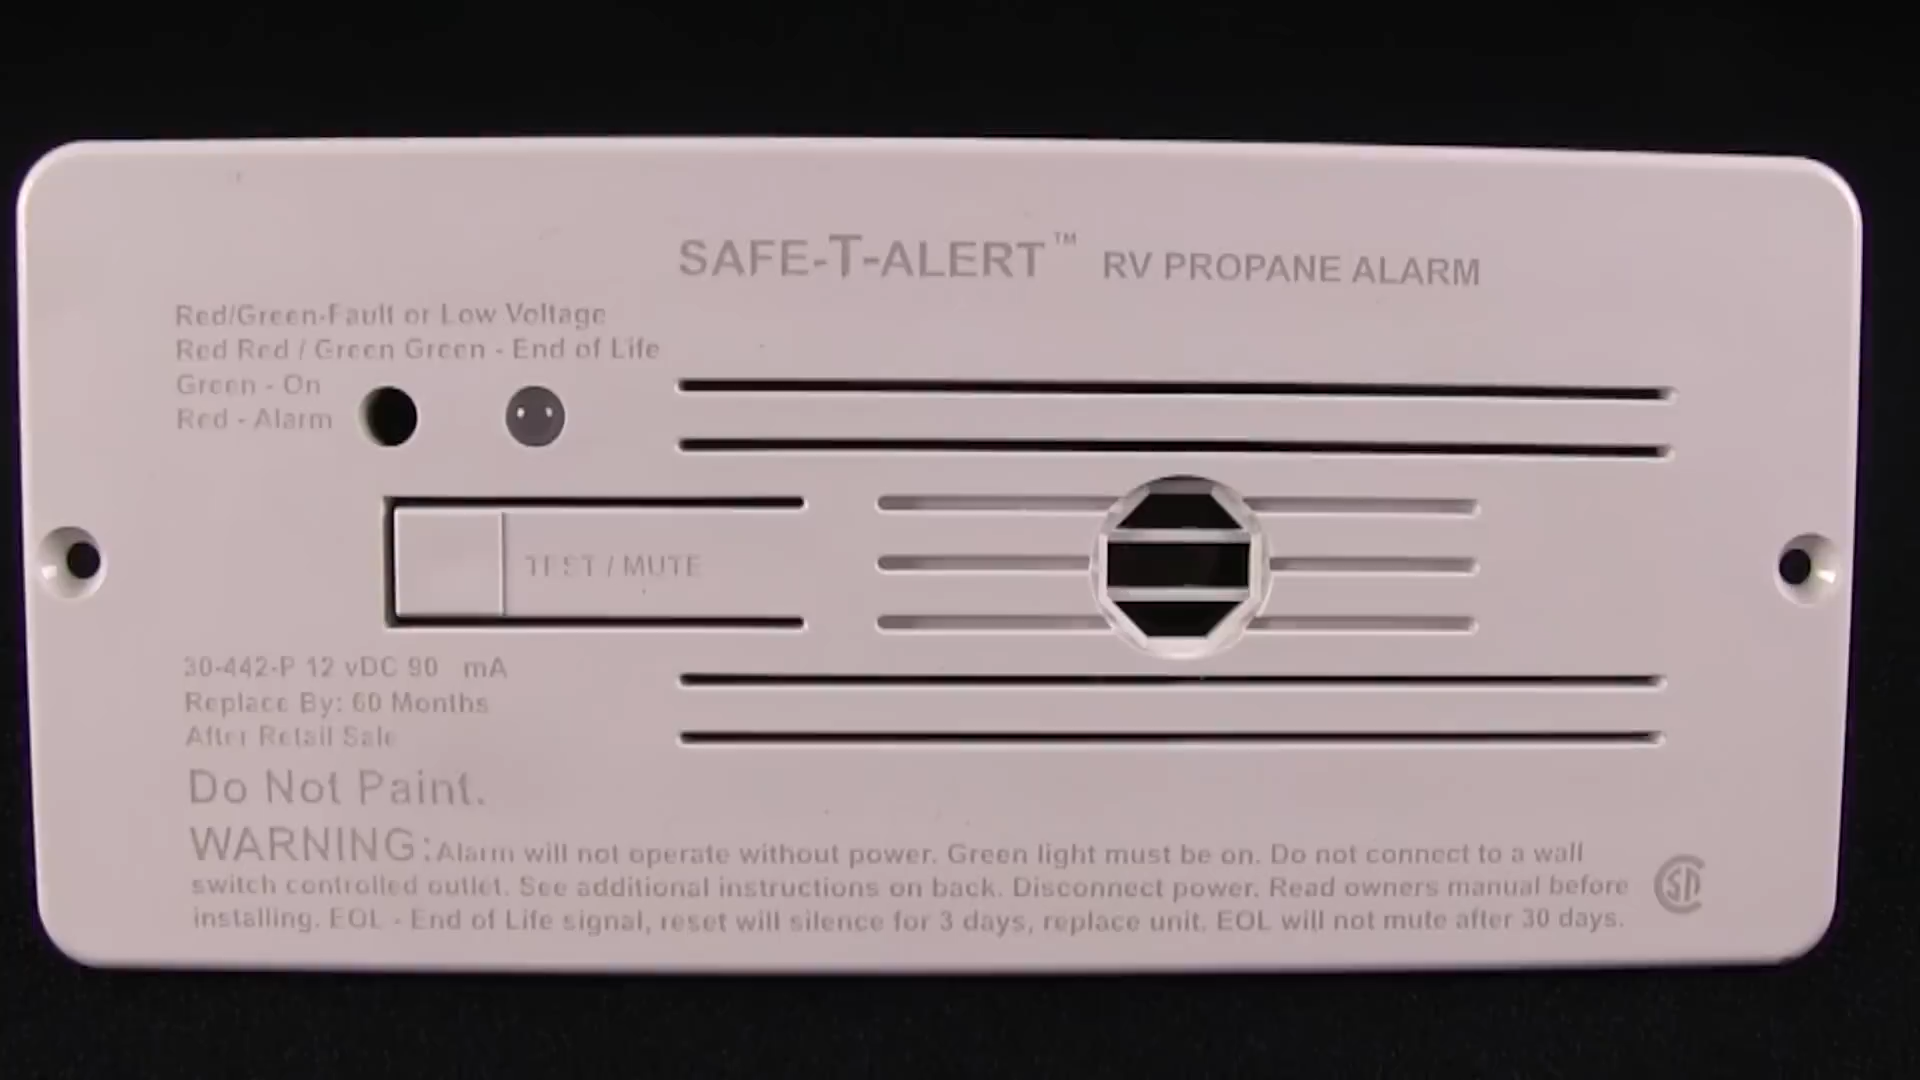 SAFE-T-ALERT™ RV PROPANE ALARM
Red/Green-Fault or Low Voltage
Red Red / Green Green - End of Life
Green - On
Red - Alarm
TEST / MUTE
30-442-P 12 vDC 90 mA
Replace By: 60 Months
After Retail Sale
Do Not Paint.
WARNING: Alarm will not operate without power. Green light must be on. Do not connect to a wall
switch controlled outlet. See additional instructions on back. Disconnect power. Read owners manual before
installing. EOL - End of Life signal, reset will silence for 3 days, replace unit. EOL will not mute after 30 days.